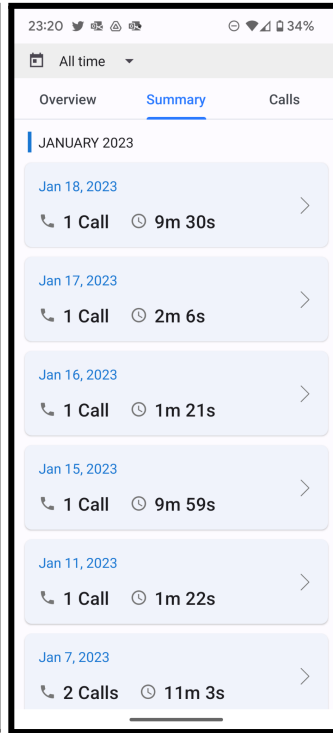 23:20 34%
All time
Overview Summary Calls
JANUARY 2023
Jan 18, 2023
1 Call 9m 30s
Jan 17, 2023
1 Call 2m 6s
Jan 16, 2023
1 Call 1m 21s
Jan 15, 2023
1 Call 9m 59s
Jan 11, 2023
1 Call 1m 22s
Jan 7, 2023
2 Calls 11m 3s